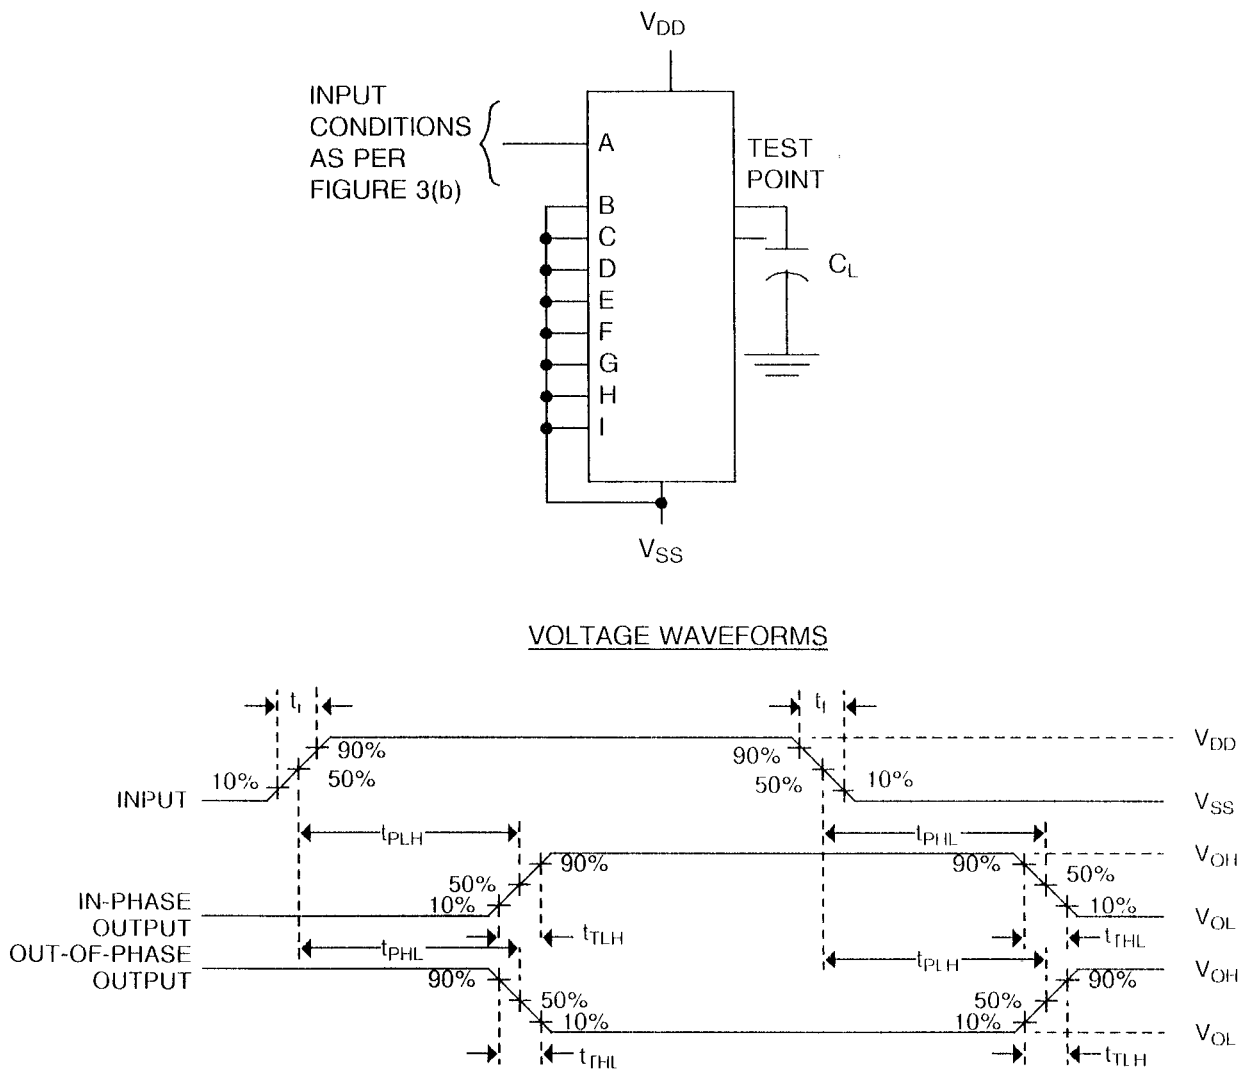 VDD
INPUT
CONDITIONS
AS PER
FIGURE 3(b)
A
B
C
D
E
F
G
H
I
TEST
POINT
CL
VSS
VOLTAGE WAVEFORMS
tr tf
90% 90% VDD
10% 50% 50% 10%
INPUT VSS
tPLH tPHL
90% 90% VOH
50% 50%
IN-PHASE 10% 10%
OUTPUT VOL
tTLH tTHL
OUT-OF-PHASE tPHL tPLH
OUTPUT 90% 90% VOH
50% 50%
10% 10% VOL
tTHL tTLH